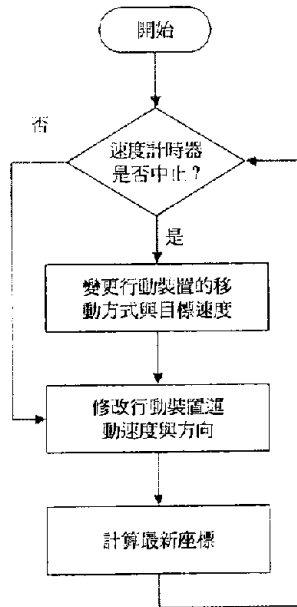 開始
否
速度計時器
是否中止？
是
變更行動裝置的移
動方式與目標速度
修改行動裝置運
動速度與方向
計算最新座標